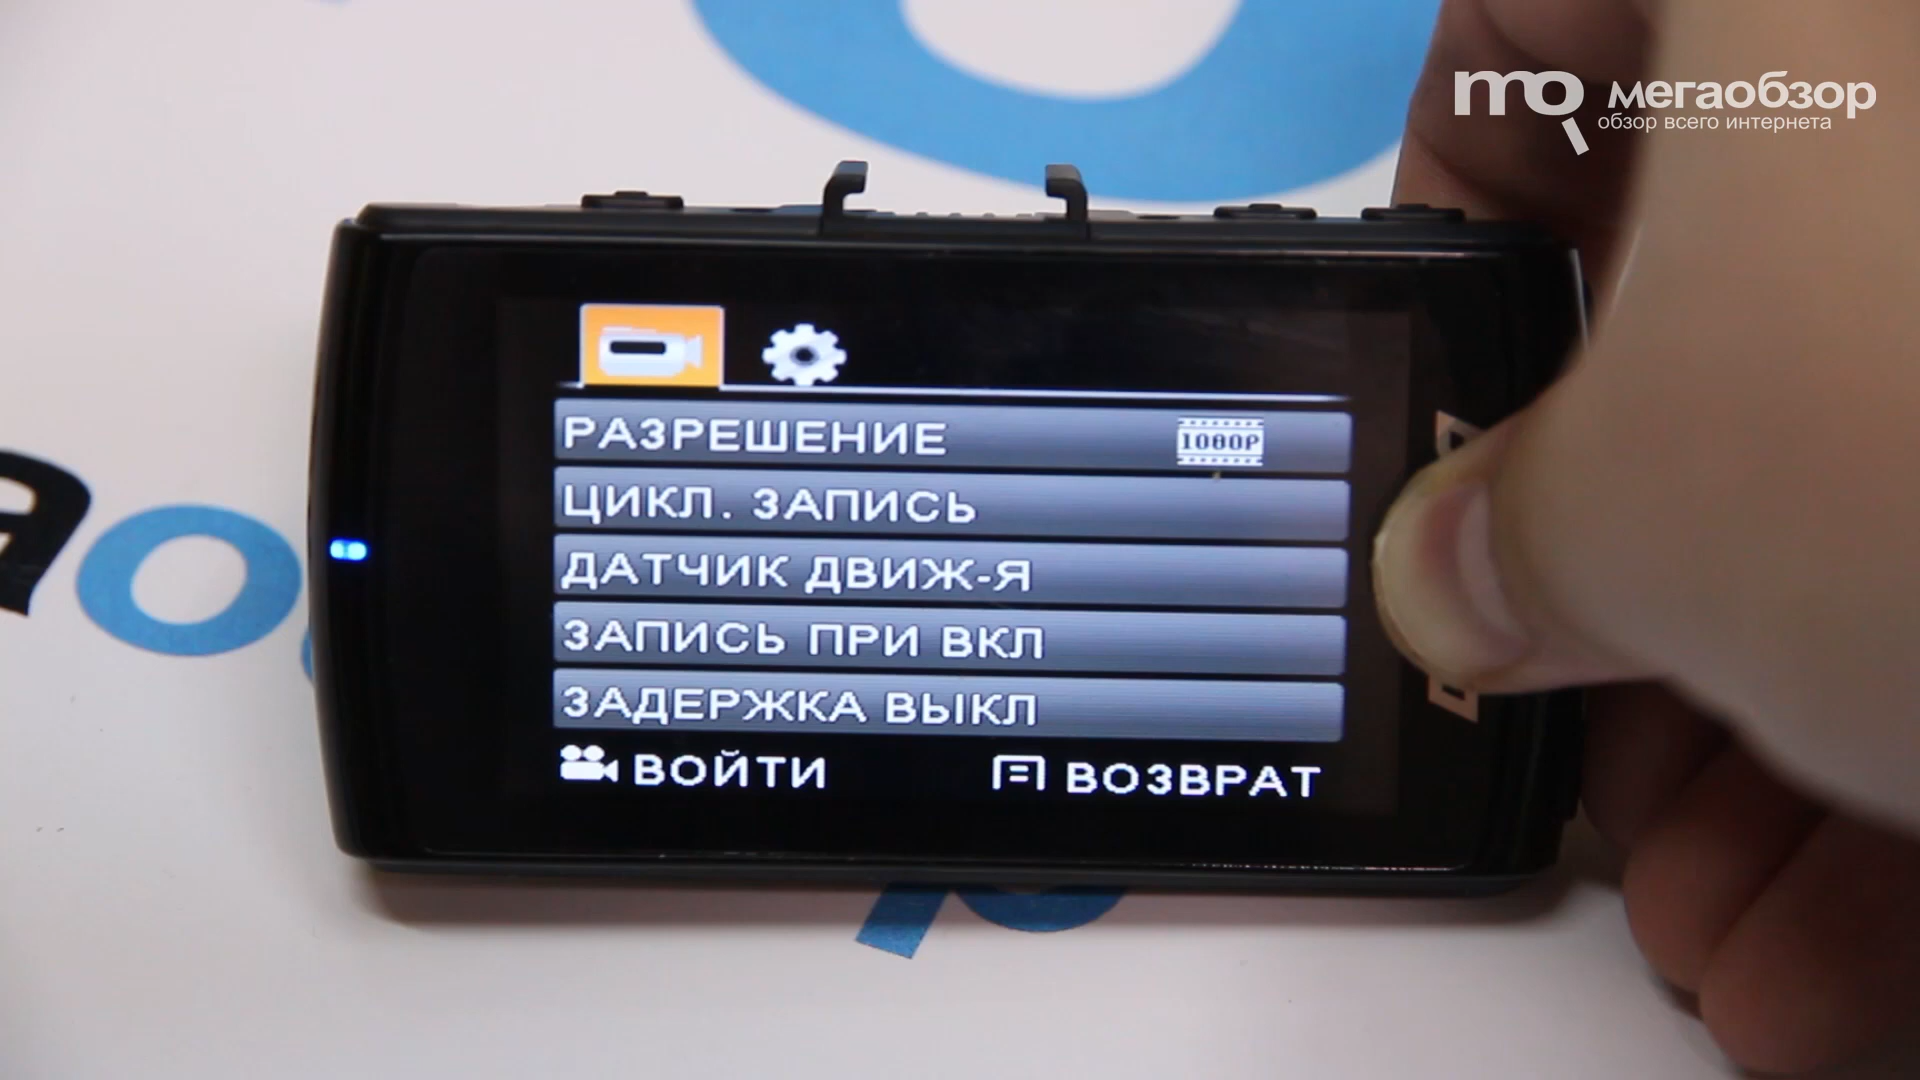 мегаобзор
обзор всего интернета
РАЗРЕШЕНИЕ 1080P
ЦИКЛ. ЗАПИСЬ
ДАТЧИК ДВИЖ-Я
ЗАПИСЬ ПРИ ВКЛ
ЗАДЕРЖКА ВЫКЛ
ВОЙТИ ВОЗВРАТ